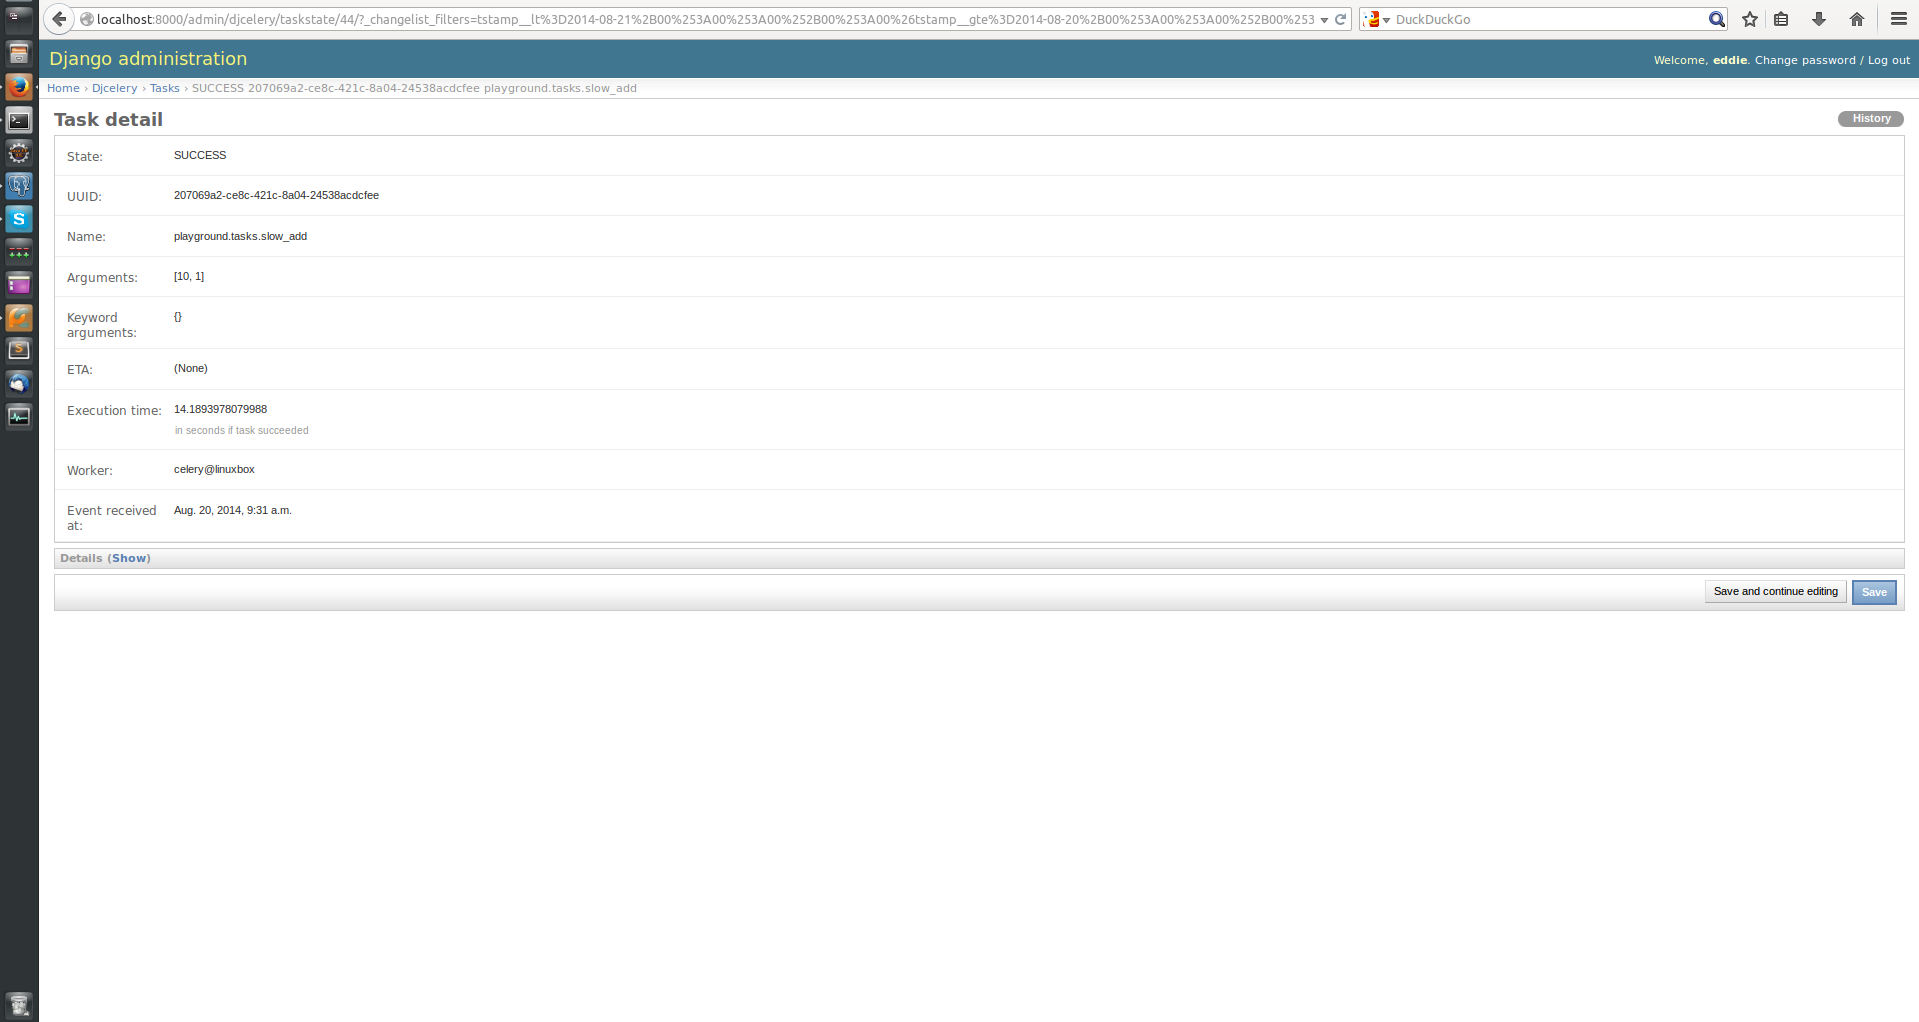 localhost:8000/admin/djcelery/taskstate/44/?_changelist_filters=tstamp__lt%3D2014-08-21%2B00%253A00%253A00%252B00%253A00%26tstamp__gte%3D2014-08-20%2B00%253A00%253A00%252B00%253
DuckDuckGo
Django administration
Welcome, eddie. Change password / Log out
Home › Djcelery › Tasks › SUCCESS 207069a2-ce8c-421c-8a04-24538acdcfee playground.tasks.slow_add
Task detail
History
State: SUCCESS
UUID: 207069a2-ce8c-421c-8a04-24538acdcfee
Name: playground.tasks.slow_add
Arguments: [10, 1]
Keyword arguments: {}
ETA: (None)
Execution time: 14.1893978079988
in seconds if task succeeded
Worker: celery@linuxbox
Event received at: Aug. 20, 2014, 9:31 a.m.
Details (Show)
Save and continue editing
Save